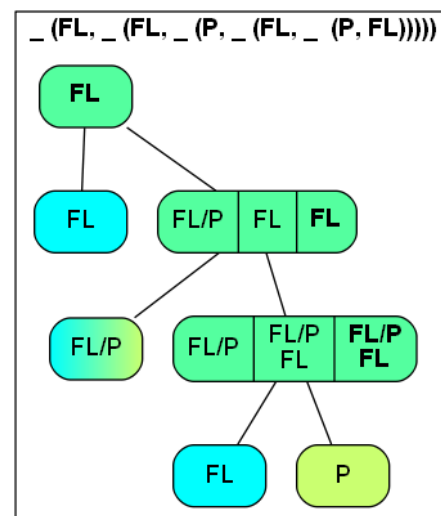 _ (FL, _ (FL, _ (P, _ (FL, _ (P, FL)))))
FL
FL
FL/P FL FL
FL/P
FL/P FL/P FL FL/P FL
FL P